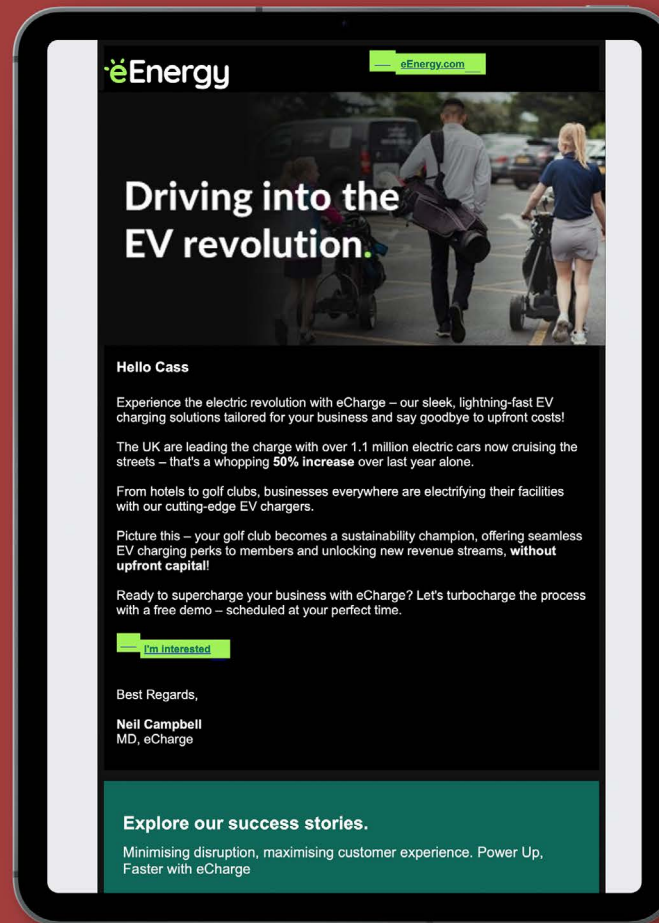 ëEnergy
eEnergy.com
Driving into the
EV revolution.
Hello Cass
Experience the electric revolution with eCharge – our sleek, lightning-fast EV
charging solutions tailored for your business and say goodbye to upfront costs!
The UK are leading the charge with over 1.1 million electric cars now cruising the
streets – that's a whopping 50% increase over last year alone.
From hotels to golf clubs, businesses everywhere are electrifying their facilities
with our cutting-edge EV chargers.
Picture this – your golf club becomes a sustainability champion, offering seamless
EV charging perks to members and unlocking new revenue streams, without
upfront capital!
Ready to supercharge your business with eCharge? Let's turbocharge the process
with a free demo – scheduled at your perfect time.
I'm interested
Best Regards,
Neil Campbell
MD, eCharge
Explore our success stories.
Minimising disruption, maximising customer experience. Power Up,
Faster with eCharge